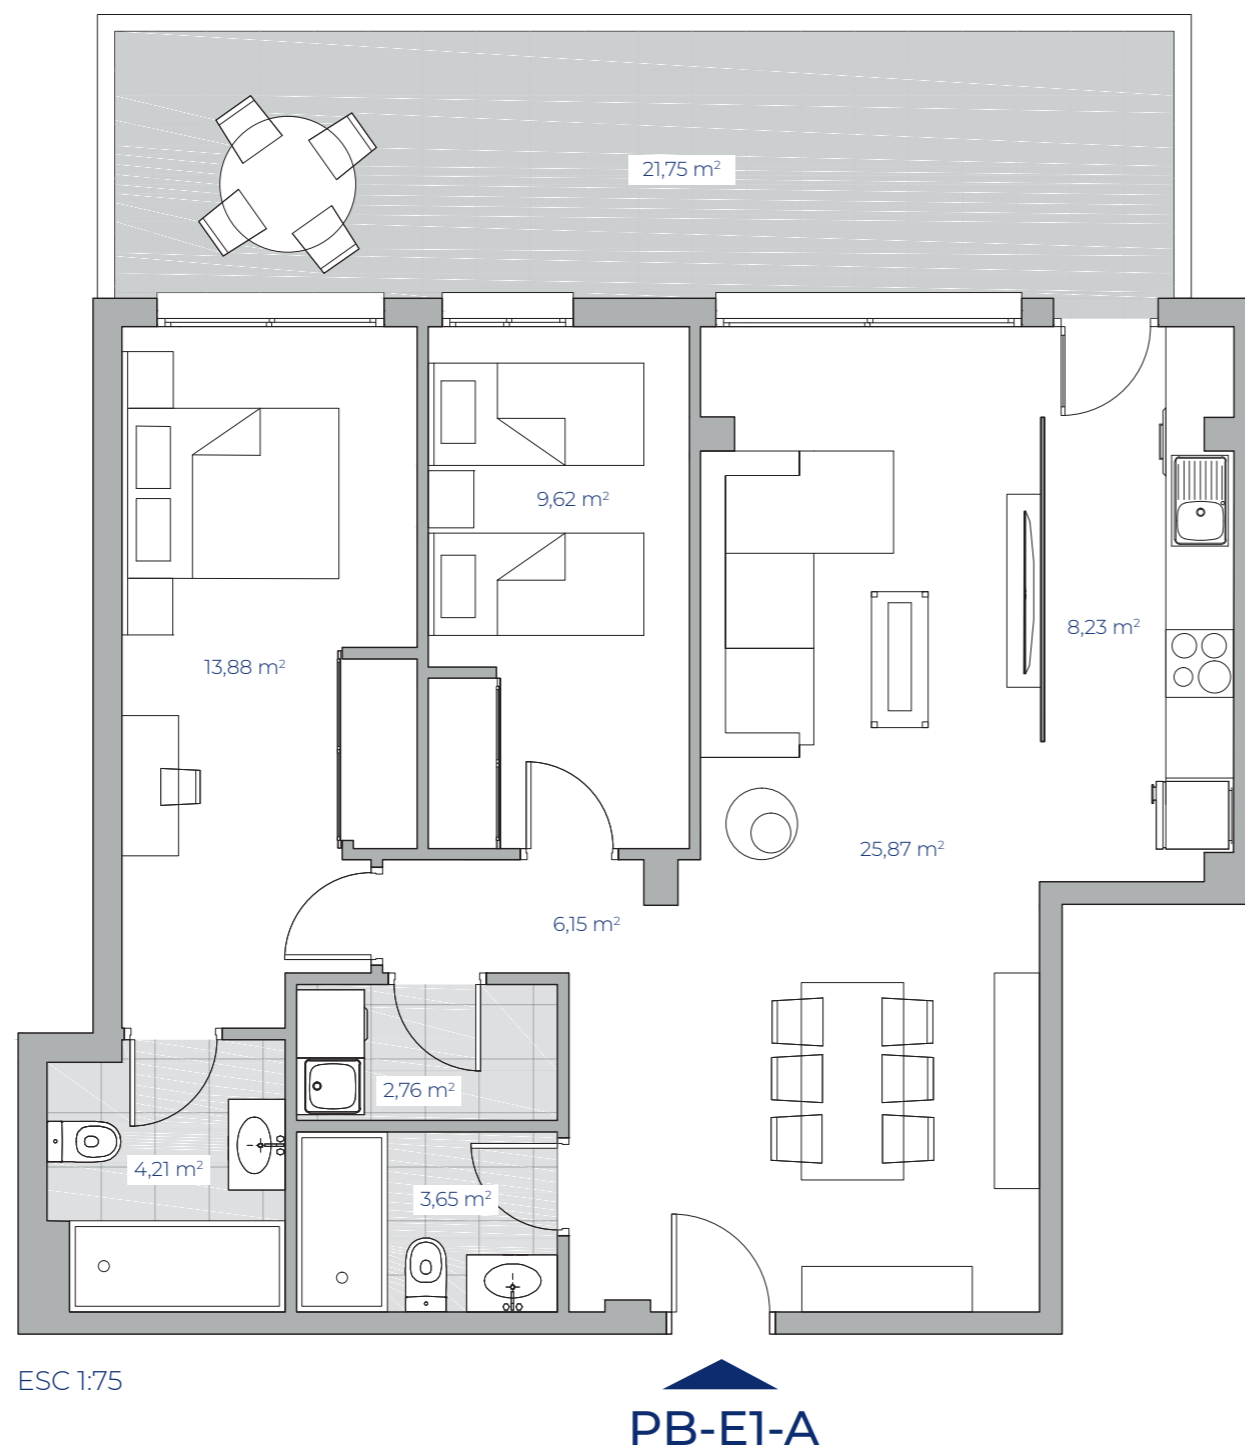 21,75 m²
9,62 m²
8,23 m²
13,88 m²
25,87 m²
6,15 m²
2,76 m²
4,21 m²
3,65 m²
ESC 1:75
PB-E1-A